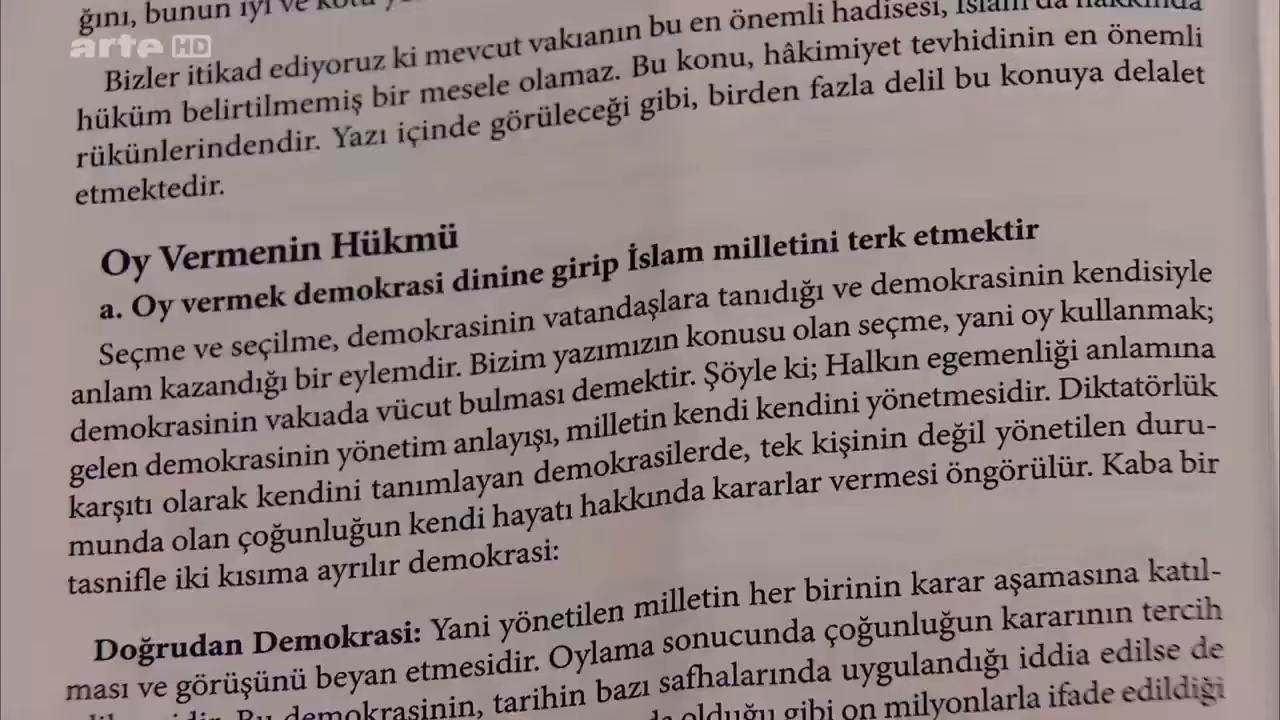 ğını, bunun iyi ve kötü
arte HD
Bizler itikad ediyoruz ki mevcut vakıanın bu en önemli hadisesi, İslam'da hakkında
hüküm belirtilmemiş bir mesele olamaz. Bu konu, hâkimiyet tevhidinin en önemli
rükünlerindendir. Yazı içinde görüleceği gibi, birden fazla delil bu konuya delalet
etmektedir.
Oy Vermenin Hükmü
a. Oy vermek demokrasi dinine girip İslam milletini terk etmektir
Seçme ve seçilme, demokrasinin vatandaşlara tanıdığı ve demokrasinin kendisiyle
anlam kazandığı bir eylemdir. Bizim yazımızın konusu olan seçme, yani oy kullanmak;
demokrasinin vakıada vücut bulması demektir. Şöyle ki; Halkın egemenliği anlamına
gelen demokrasinin yönetim anlayışı, milletin kendi kendini yönetmesidir. Diktatörlük
karşıtı olarak kendini tanımlayan demokrasilerde, tek kişinin değil yönetilen duru-
munda olan çoğunluğun kendi hayatı hakkında kararlar vermesi öngörülür. Kaba bir
tasnifle iki kısıma ayrılır demokrasi:
Doğrudan Demokrasi: Yani yönetilen milletin her birinin karar aşamasına katıl-
ması ve görüşünü beyan etmesidir. Oylama sonucunda çoğunluğun kararının tercih
Bu demokrasinin, tarihin bazı safhalarında uygulandığı iddia edilse de
olduğu gibi on milyonlarla ifade edildiği